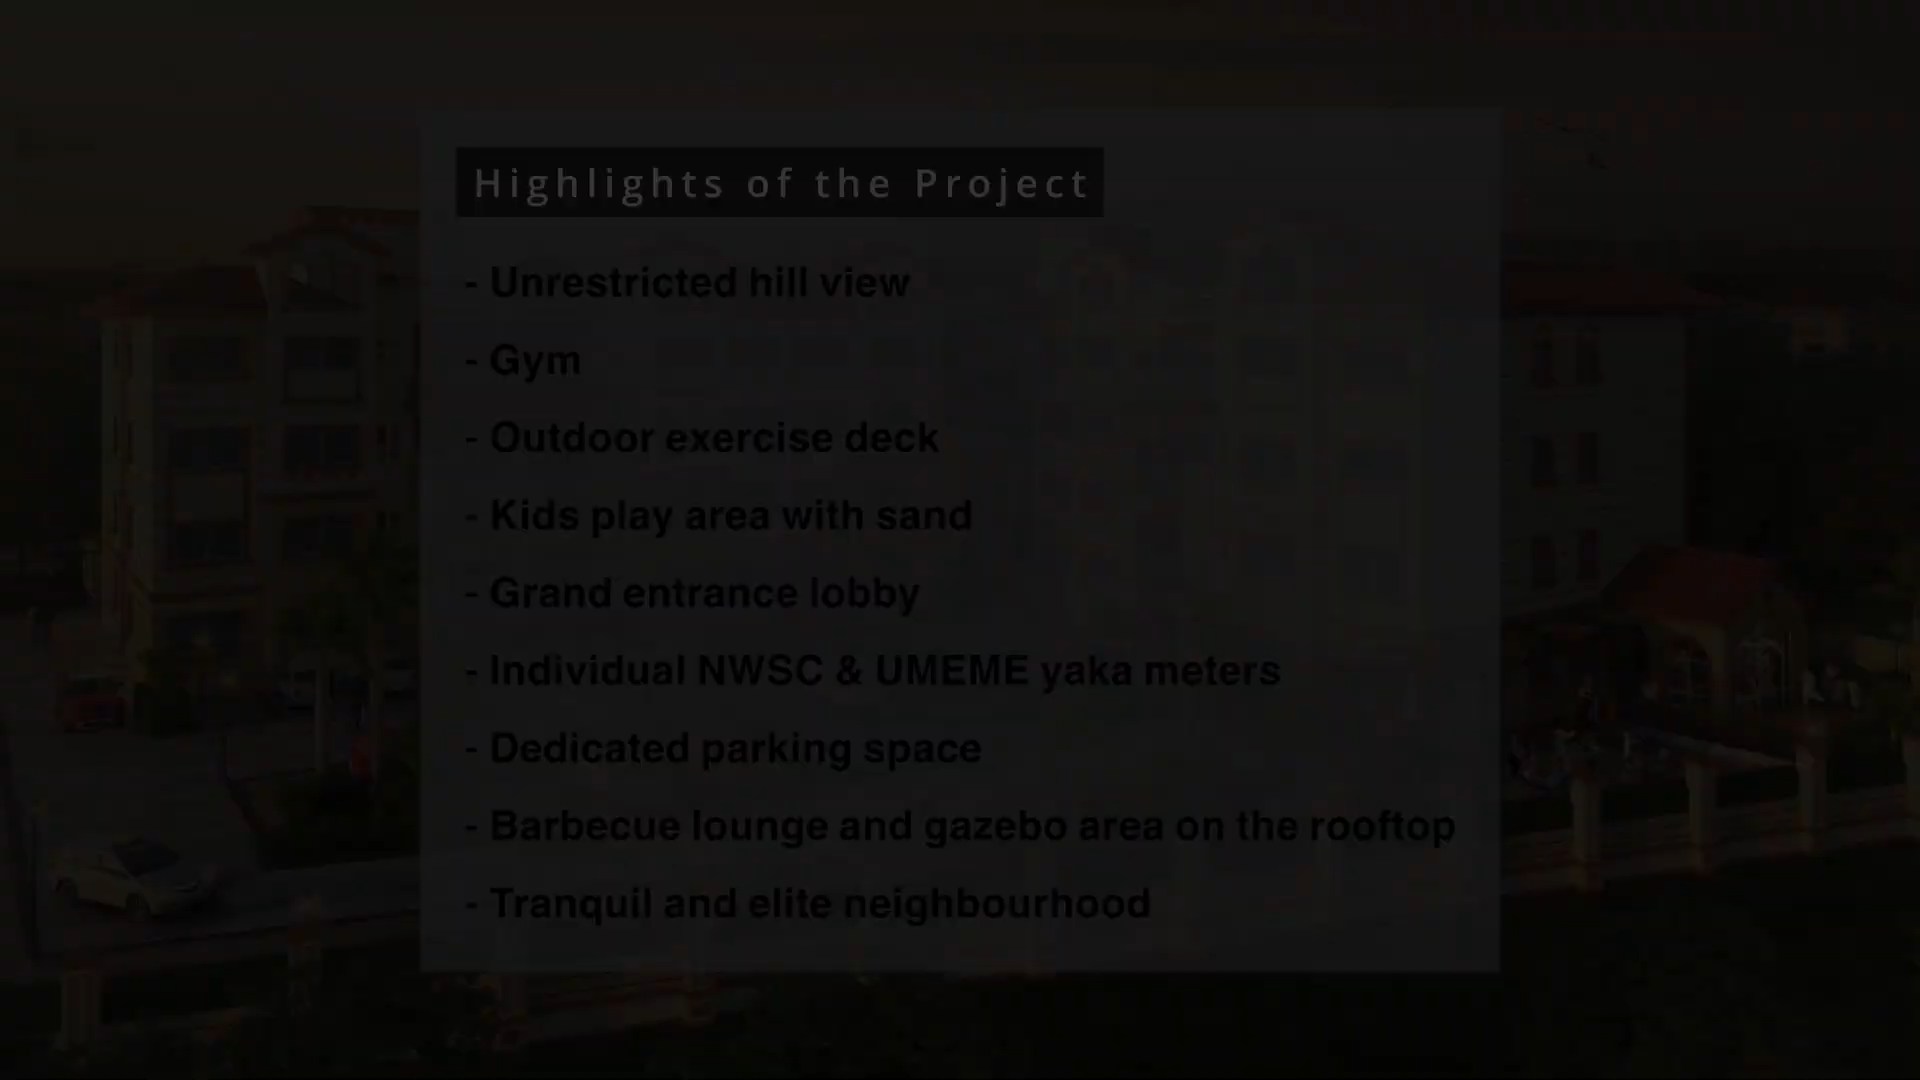 Highlights of the Project
- Unrestricted hill view
- Gym
- Outdoor exercise deck
- Kids play area with sand
- Grand entrance lobby
- Individual NWSC & UMEME yaka meters
- Dedicated parking space
- Barbecue lounge and gazebo area on the rooftop
- Tranquil and elite neighbourhood